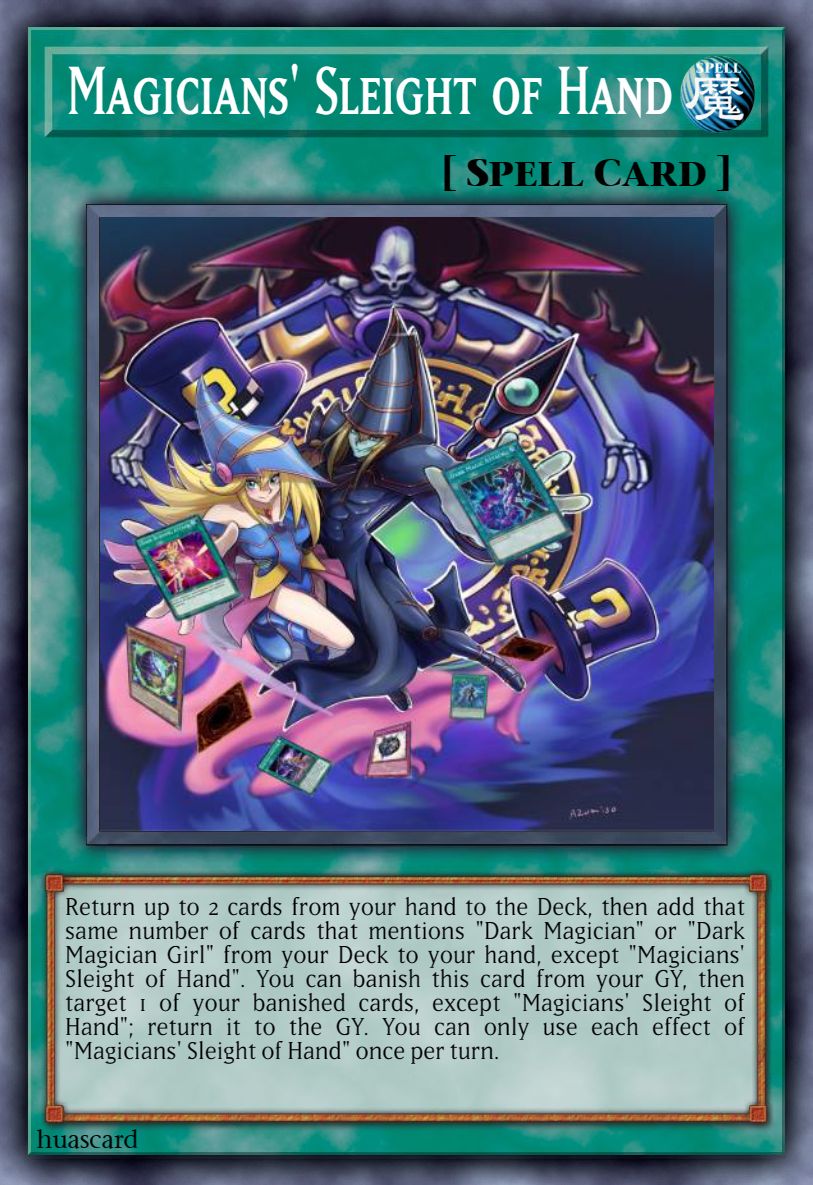 Magicians' Sleight of Hand
SPELL
魔
[ Spell Card ]
Return up to 2 cards from your hand to the Deck, then add that
same number of cards that mentions "Dark Magician" or "Dark
Magician Girl" from your Deck to your hand, except "Magicians'
Sleight of Hand". You can banish this card from your GY, then
target 1 of your banished cards, except "Magicians' Sleight of
Hand"; return it to the GY. You can only use each effect of
"Magicians' Sleight of Hand" once per turn.
huascard